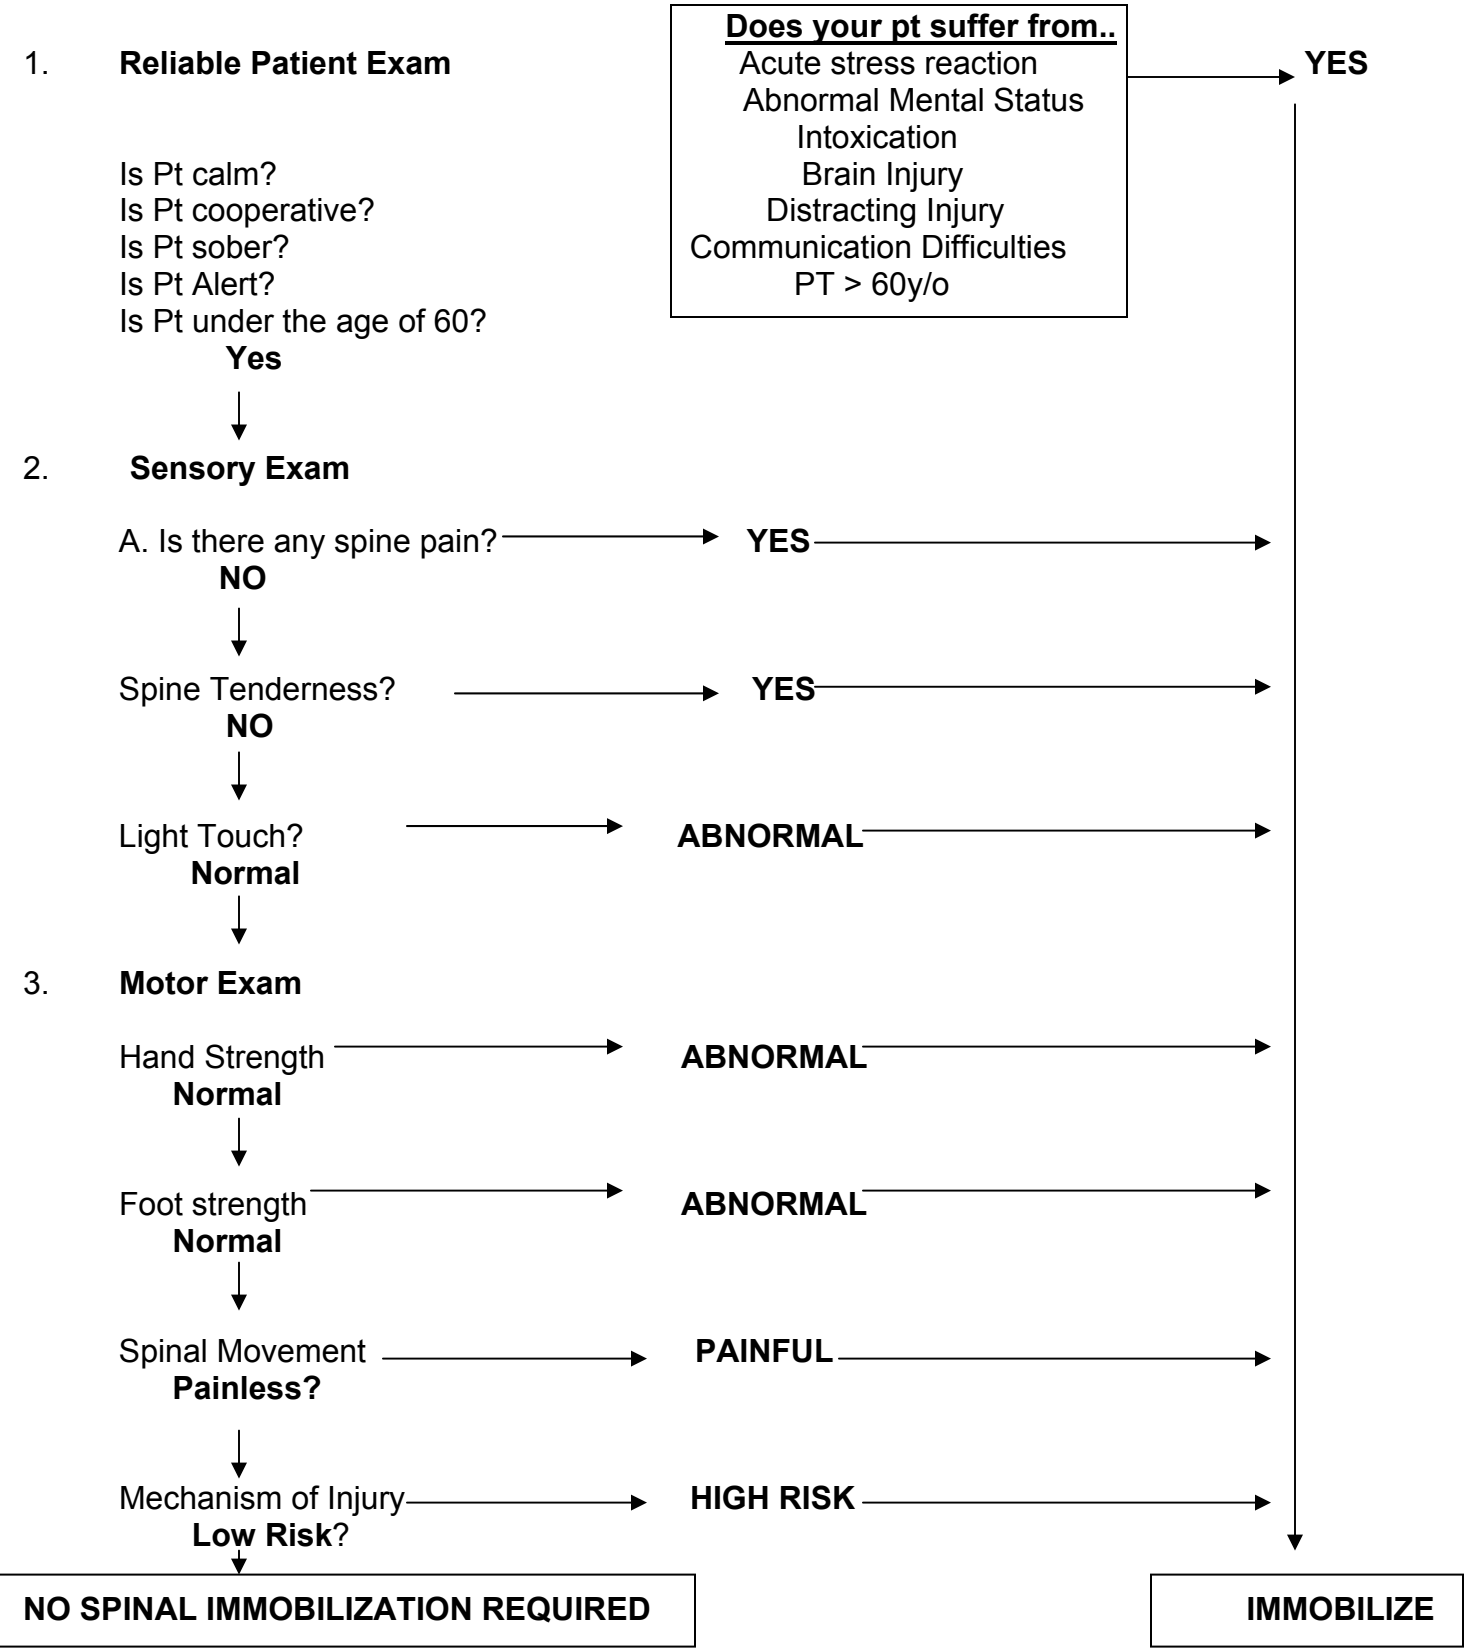 Does your pt suffer from..
1. Reliable Patient Exam
Acute stress reaction
YES
Abnormal Mental Status
Intoxication
Is Pt calm?
Brain Injury
Is Pt cooperative?
Distracting Injury
Is Pt sober?
Communication Difficulties
Is Pt Alert?
PT > 60y/o
Is Pt under the age of 60?
Yes
2. Sensory Exam
A. Is there any spine pain? YES
NO
Spine Tenderness? YES
NO
Light Touch? ABNORMAL
Normal
3. Motor Exam
Hand Strength ABNORMAL
Normal
Foot strength ABNORMAL
Normal
Spinal Movement PAINFUL
Painless?
Mechanism of Injury HIGH RISK
Low Risk?
NO SPINAL IMMOBILIZATION REQUIRED IMMOBILIZE